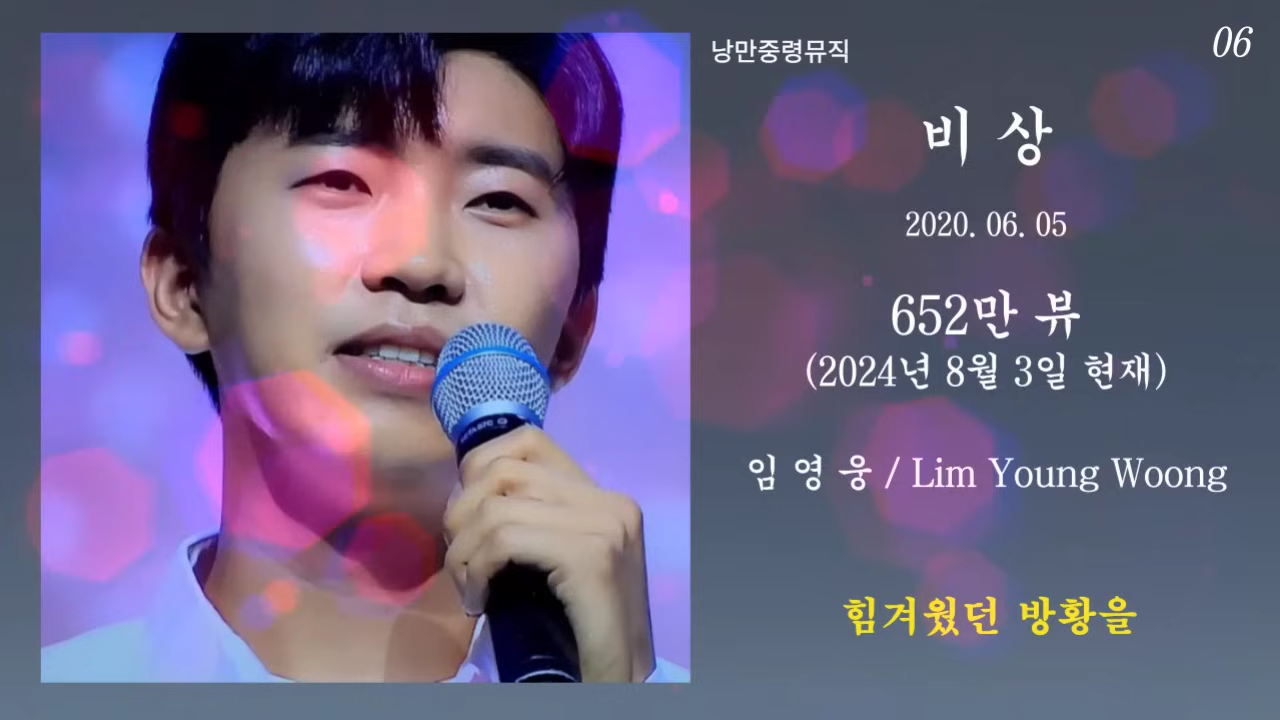 낭만중령뮤직
06
비 상
2020. 06. 05
652만 뷰
(2024년 8월 3일 현재)
임 영 웅 / Lim Young Woong
힘겨웠던 방황을